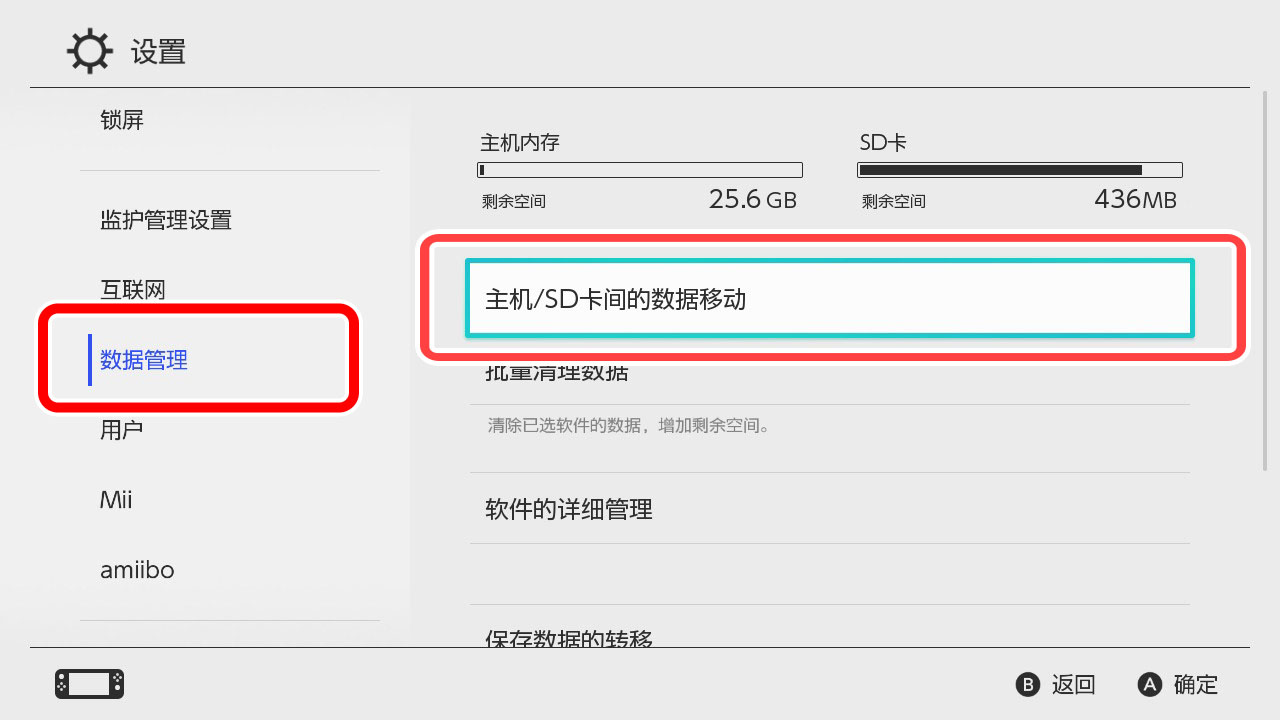 设置
锁屏
监护管理设置
互联网
数据管理
用户
Mii
amiibo
主机内存
剩余空间 25.6 GB
SD卡
剩余空间 436MB
主机/SD卡间的数据移动
批量清理数据
清除已选软件的数据，增加剩余空间。
软件的详细管理
保存数据的转移
B 返回
A 确定